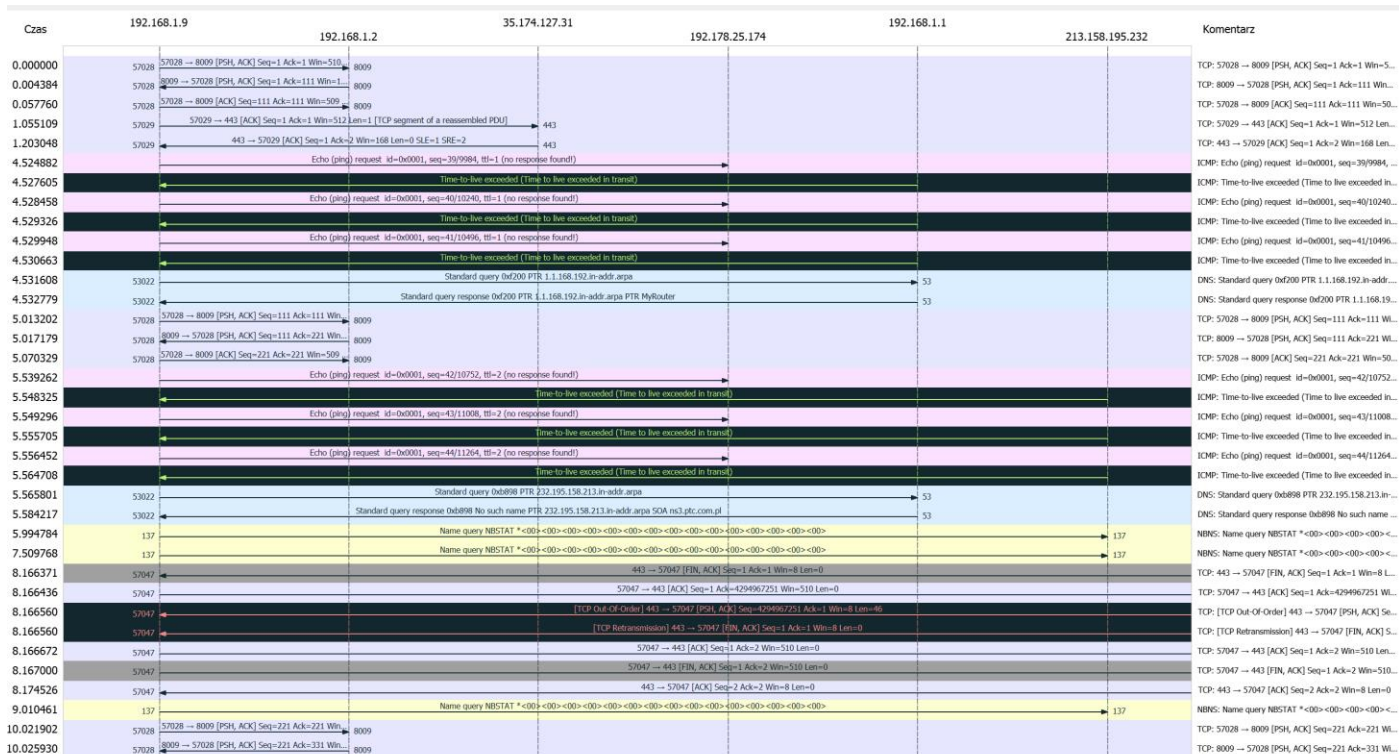 Czas 192.168.1.9 192.168.1.2 35.174.127.31 192.178.25.174 192.168.1.1 213.158.195.232 Komentarz
0.000000 57028 57028 → 8009 [PSH, ACK] Seq=1 Ack=1 Win=510... 8009 TCP: 57028 → 8009 [PSH, ACK] Seq=1 Ack=1 Win=5...
0.004384 57028 8009 → 57028 [PSH, ACK] Seq=1 Ack=111 Win=1... 8009 TCP: 8009 → 57028 [PSH, ACK] Seq=1 Ack=111 Win...
0.057760 57028 57028 → 8009 [ACK] Seq=111 Ack=111 Win=509 ... 8009 TCP: 57028 → 8009 [ACK] Seq=111 Ack=111 Win=50...
1.055109 57029 57029 → 443 [ACK] Seq=1 Ack=1 Win=512 Len=1 [TCP segment of a reassembled PDU] 443 TCP: 57029 → 443 [ACK] Seq=1 Ack=1 Win=512 Len...
1.203048 57029 443 → 57029 [ACK] Seq=1 Ack=2 Win=168 Len=0 SLE=1 SRE=2 443 TCP: 443 → 57029 [ACK] Seq=1 Ack=2 Win=168 Len...
4.524882 Echo (ping) request id=0x0001, seq=39/9984, ttl=1 (no response found!) ICMP: Echo (ping) request id=0x0001, seq=39/9984, ...
4.527605 Time-to-live exceeded (Time to live exceeded in transit) ICMP: Time-to-live exceeded (Time to live exceeded in...
4.528458 Echo (ping) request id=0x0001, seq=40/10240, ttl=1 (no response found!) ICMP: Echo (ping) request id=0x0001, seq=40/10240...
4.529326 Time-to-live exceeded (Time to live exceeded in transit) ICMP: Time-to-live exceeded (Time to live exceeded in...
4.529948 Echo (ping) request id=0x0001, seq=41/10496, ttl=1 (no response found!) ICMP: Echo (ping) request id=0x0001, seq=41/10496...
4.530663 Time-to-live exceeded (Time to live exceeded in transit) ICMP: Time-to-live exceeded (Time to live exceeded in...
4.531608 53022 Standard query 0xf200 PTR 1.1.168.192.in-addr.arpa 53 DNS: Standard query 0xf200 PTR 1.1.168.192.in-addr....
4.532779 53022 Standard query response 0xf200 PTR 1.1.168.192.in-addr.arpa PTR MyRouter 53 DNS: Standard query response 0xf200 PTR 1.1.168.19...
5.013202 57028 57028 → 8009 [PSH, ACK] Seq=111 Ack=111 Win... 8009 TCP: 57028 → 8009 [PSH, ACK] Seq=111 Ack=111 Wi...
5.017179 57028 8009 → 57028 [PSH, ACK] Seq=111 Ack=221 Win... 8009 TCP: 8009 → 57028 [PSH, ACK] Seq=111 Ack=221 Wi...
5.070329 57028 57028 → 8009 [ACK] Seq=221 Ack=221 Win=509 ... 8009 TCP: 57028 → 8009 [ACK] Seq=221 Ack=221 Win=50...
5.539262 Echo (ping) request id=0x0001, seq=42/10752, ttl=2 (no response found!) ICMP: Echo (ping) request id=0x0001, seq=42/10752...
5.548325 Time-to-live exceeded (Time to live exceeded in transit) ICMP: Time-to-live exceeded (Time to live exceeded in...
5.549296 Echo (ping) request id=0x0001, seq=43/11008, ttl=2 (no response found!) ICMP: Echo (ping) request id=0x0001, seq=43/11008...
5.555705 Time-to-live exceeded (Time to live exceeded in transit) ICMP: Time-to-live exceeded (Time to live exceeded in...
5.556452 Echo (ping) request id=0x0001, seq=44/11264, ttl=2 (no response found!) ICMP: Echo (ping) request id=0x0001, seq=44/11264...
5.564708 Time-to-live exceeded (Time to live exceeded in transit) ICMP: Time-to-live exceeded (Time to live exceeded in...
5.565801 53022 Standard query 0xb898 PTR 232.195.158.213.in-addr.arpa 53 DNS: Standard query 0xb898 PTR 232.195.158.213.in-...
5.584217 53022 Standard query response 0xb898 No such name PTR 232.195.158.213.in-addr.arpa SOA ns3.ptc.com.pl 53 DNS: Standard query response 0xb898 No such name ...
5.994784 137 Name query NBSTAT *<00><00><00><00><00><00><00><00><00><00><00><00><00><00><00> 137 NBNS: Name query NBSTAT *<00><00><00><00><...
7.509768 137 Name query NBSTAT *<00><00><00><00><00><00><00><00><00><00><00><00><00><00><00> 137 NBNS: Name query NBSTAT *<00><00><00><00><...
8.166371 57047 443 → 57047 [FIN, ACK] Seq=1 Ack=1 Win=8 Len=0 TCP: 443 → 57047 [FIN, ACK] Seq=1 Ack=1 Win=8 L...
8.166436 57047 57047 → 443 [ACK] Seq=1 Ack=4294967251 Win=510 Len=0 TCP: 57047 → 443 [ACK] Seq=1 Ack=4294967251 Wi...
8.166560 57047 [TCP Out-Of-Order] 443 → 57047 [PSH, ACK] Seq=4294967251 Ack=1 Win=8 Len=46 TCP: [TCP Out-Of-Order] 443 → 57047 [PSH, ACK] Se...
8.166560 57047 [TCP Retransmission] 443 → 57047 [FIN, ACK] Seq=1 Ack=1 Win=8 Len=0 TCP: [TCP Retransmission] 443 → 57047 [FIN, ACK] S...
8.166672 57047 57047 → 443 [ACK] Seq=1 Ack=2 Win=510 Len=0 TCP: 57047 → 443 [ACK] Seq=1 Ack=2 Win=510 Len...
8.167000 57047 57047 → 443 [FIN, ACK] Seq=1 Ack=2 Win=510 Len=0 TCP: 57047 → 443 [FIN, ACK] Seq=1 Ack=2 Win=510...
8.174526 57047 443 → 57047 [ACK] Seq=2 Ack=2 Win=8 Len=0 TCP: 443 → 57047 [ACK] Seq=2 Ack=2 Win=8 Len=0
9.010461 137 Name query NBSTAT *<00><00><00><00><00><00><00><00><00><00><00><00><00><00><00> 137 NBNS: Name query NBSTAT *<00><00><00><00><...
10.021902 57028 57028 → 8009 [PSH, ACK] Seq=221 Ack=221 Win... 8009 TCP: 57028 → 8009 [PSH, ACK] Seq=221 Ack=221 Wi...
10.025930 57028 8009 → 57028 [PSH, ACK] Seq=221 Ack=331 Win... 8009 TCP: 8009 → 57028 [PSH, ACK] Seq=221 Ack=331 Wi...